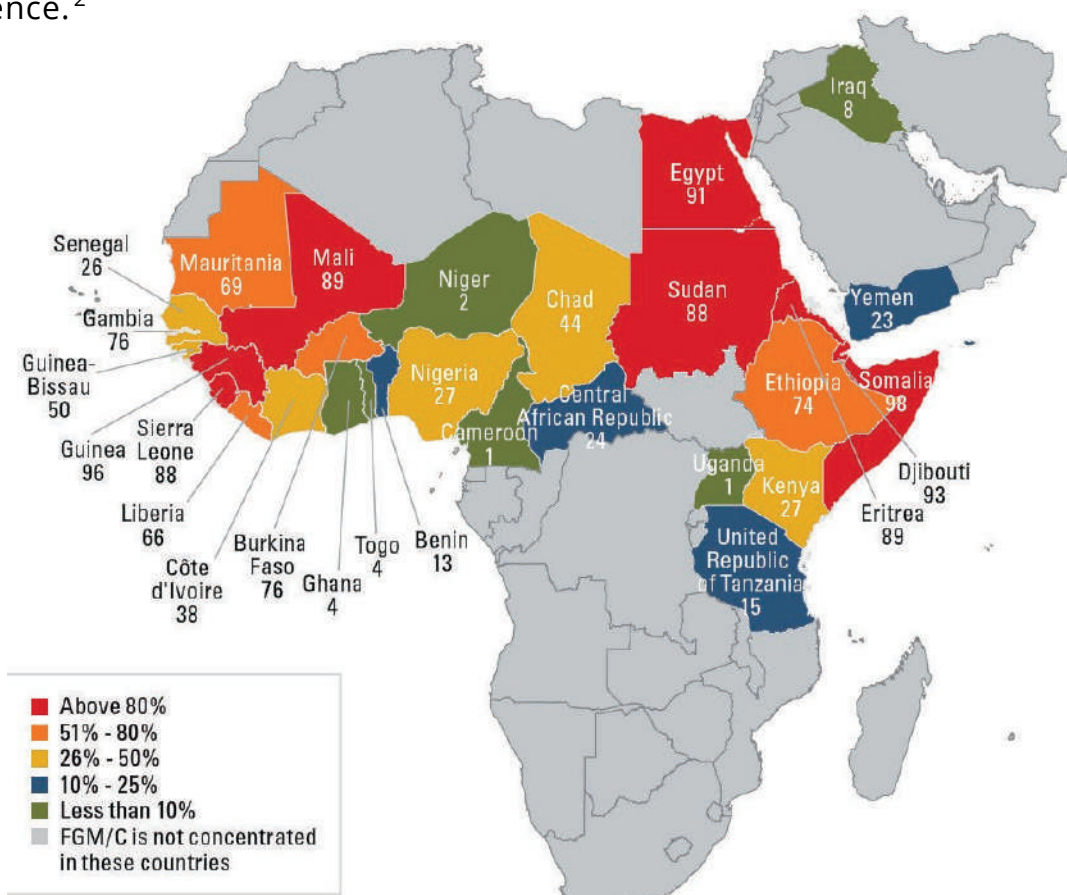 ence.²
Iraq
8
Egypt
91
Senegal
26
Mauritania
69
Mali
89
Niger
2
Chad
44
Sudan
88
Yemen
23
Gambia
76
Guinea-
Bissau
50
Nigeria
27
Ethiopia
74
Somalia
98
Central
African Republic
24
Cameroon
1
Guinea
96
Sierra
Leone
88
Uganda
1
Kenya
27
Djibouti
93
Eritrea
89
Liberia
66
Côte
d'Ivoire
38
Burkina
Faso
76
Ghana
4
Togo
4
Benin
13
United
Republic
of Tanzania
15
Above 80%
51% - 80%
26% - 50%
10% - 25%
Less than 10%
FGM/C is not concentrated
in these countries